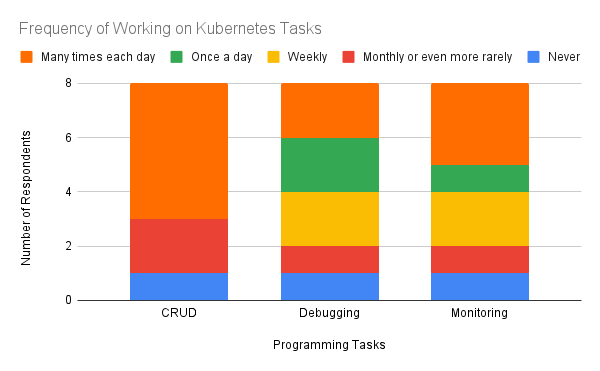 Frequency of Working on Kubernetes Tasks
Many times each day Once a day Weekly Monthly or even more rarely Never
8
6
4
2
0
Number of Respondents
CRUD Debugging Monitoring
Programming Tasks